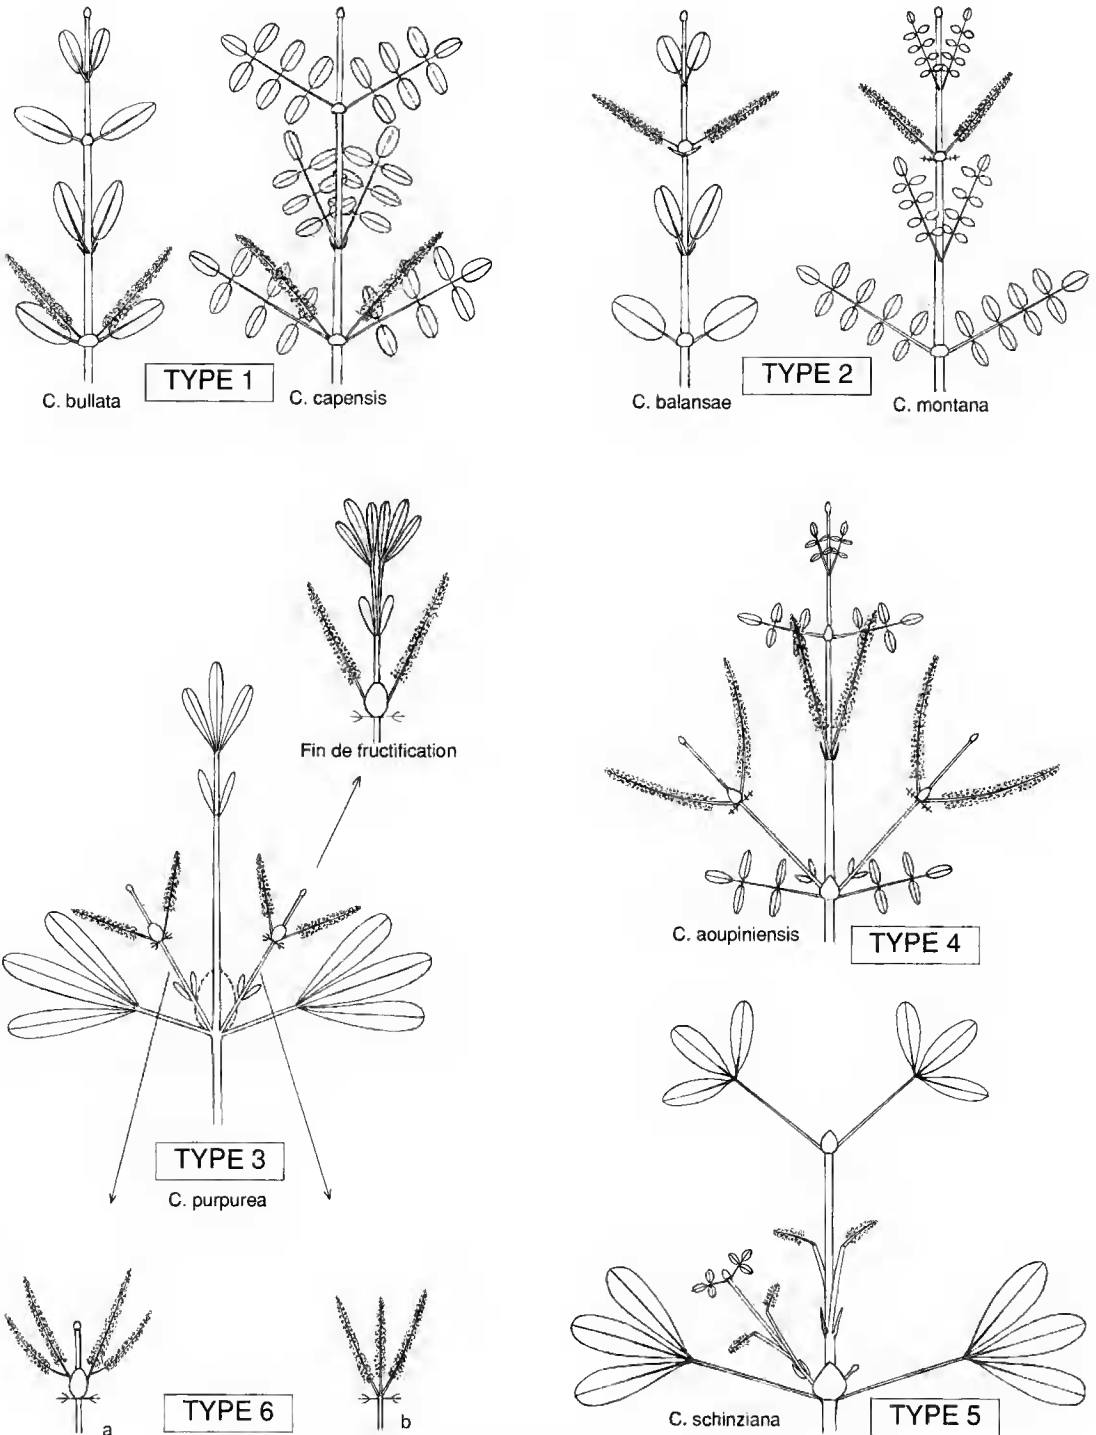 TYPE 1
C. bullata
C. capensis
TYPE 2
C. balansae
C. montana
Fin de fructification
TYPE 3
C. purpurea
C. aoupiniensis
TYPE 4
a
TYPE 6
b
C. schinziana
TYPE 5